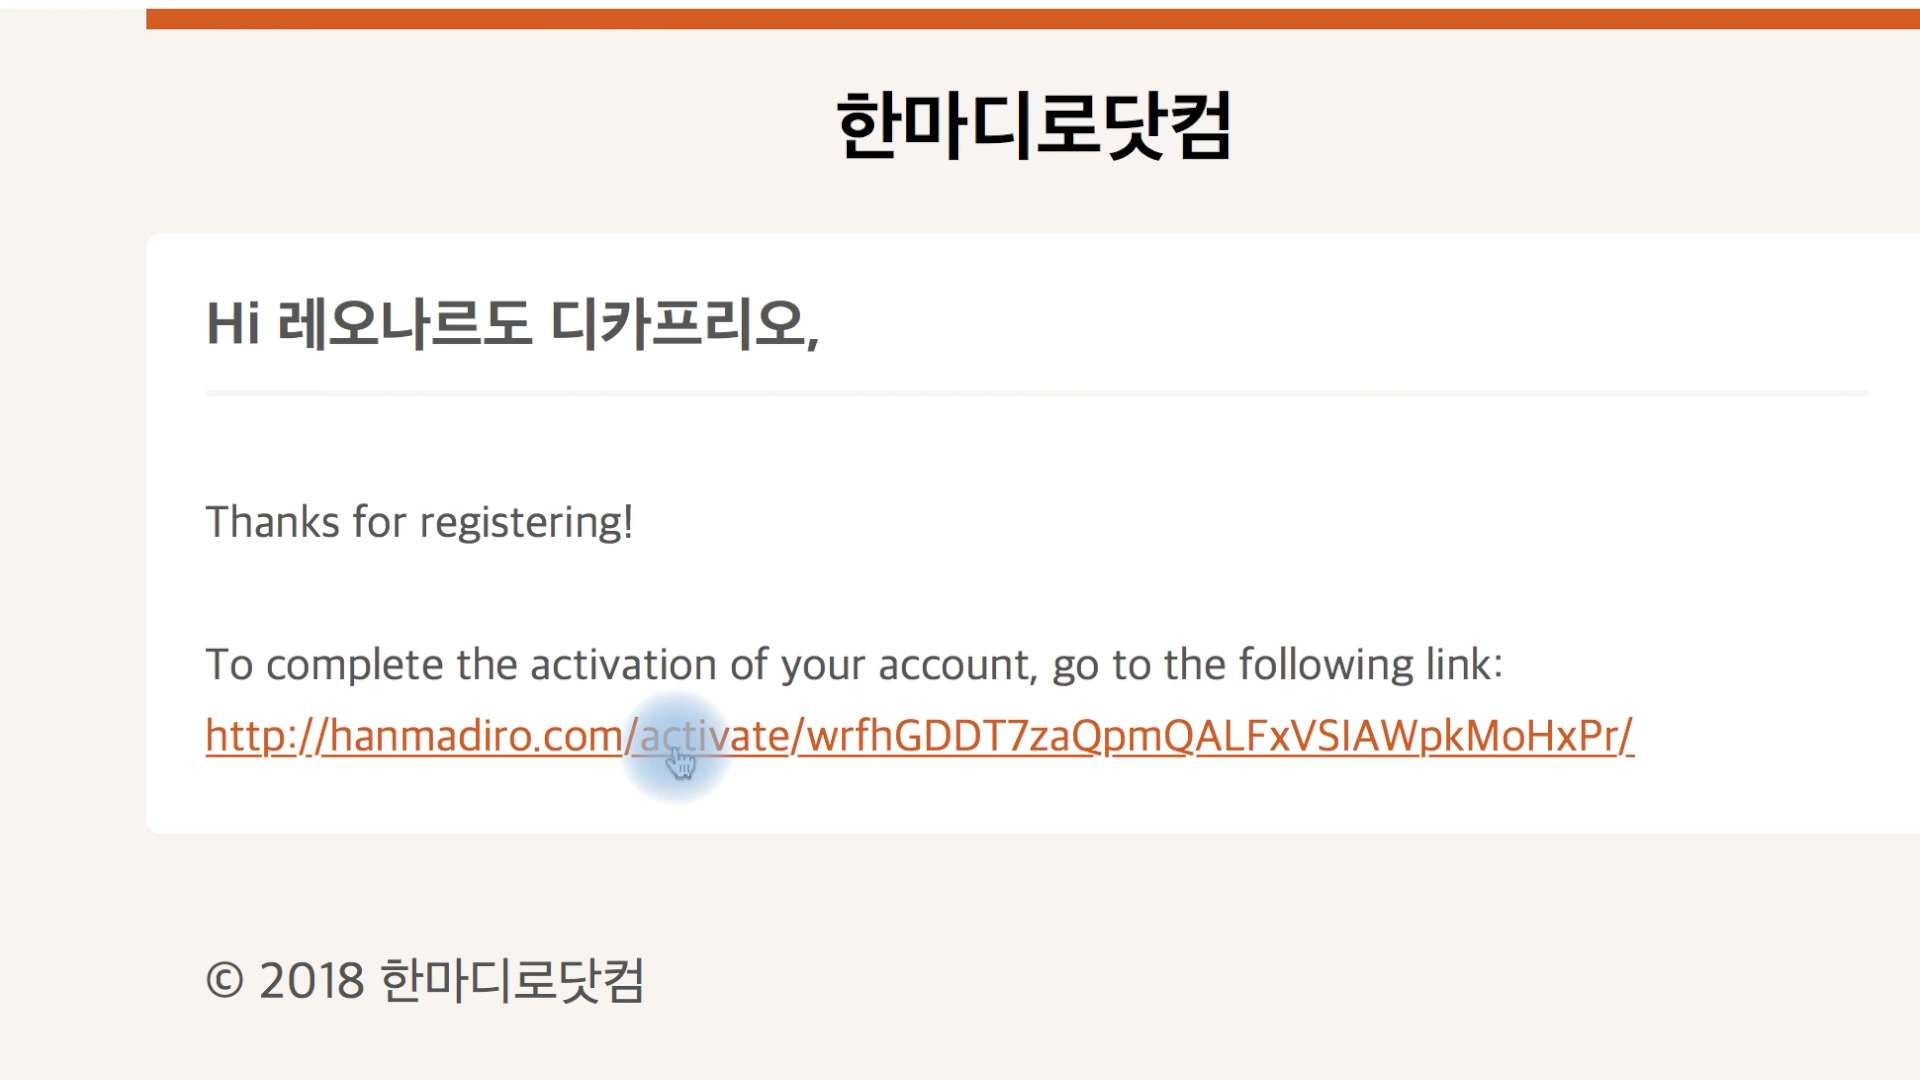 한마디로닷컴
Hi 레오나르도 디카프리오,
Thanks for registering!
To complete the activation of your account, go to the following link:
http://hanmadiro.com/activate/wrfhGDDT7zaQpmQALFxVSIAWpkMoHxPr/
© 2018 한마디로닷컴